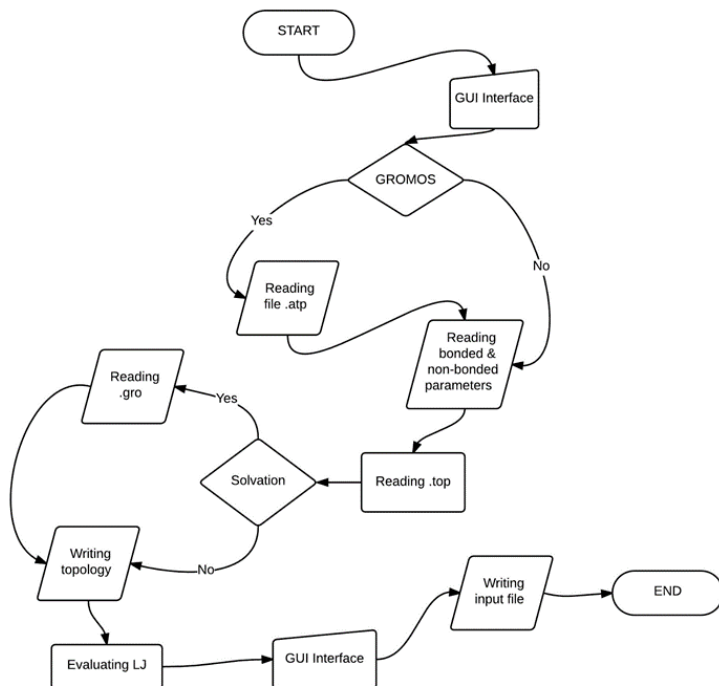 START
GUI Interface
GROMOS
Yes
No
Reading
file .atp
Reading
bonded &
non-bonded
parameters
Reading
.gro
Yes
Solvation
Reading .top
Writing
topology
No
Writing
input file
END
Evaluating LJ
GUI Interface